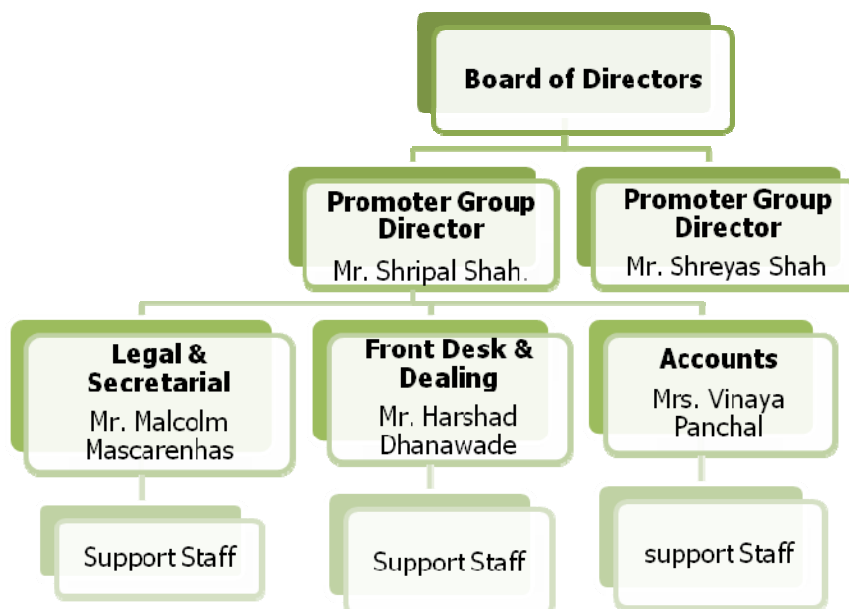 Board of Directors
Promoter Group
Director
Mr. Shripal Shah.
Promoter Group
Director
Mr. Shreyas Shah
Legal &
Secretarial
Mr. Malcolm
Mascarenhas
Front Desk &
Dealing
Mr. Harshad
Dhanawade
Accounts
Mrs. Vinaya
Panchal
Support Staff
Support Staff
support Staff